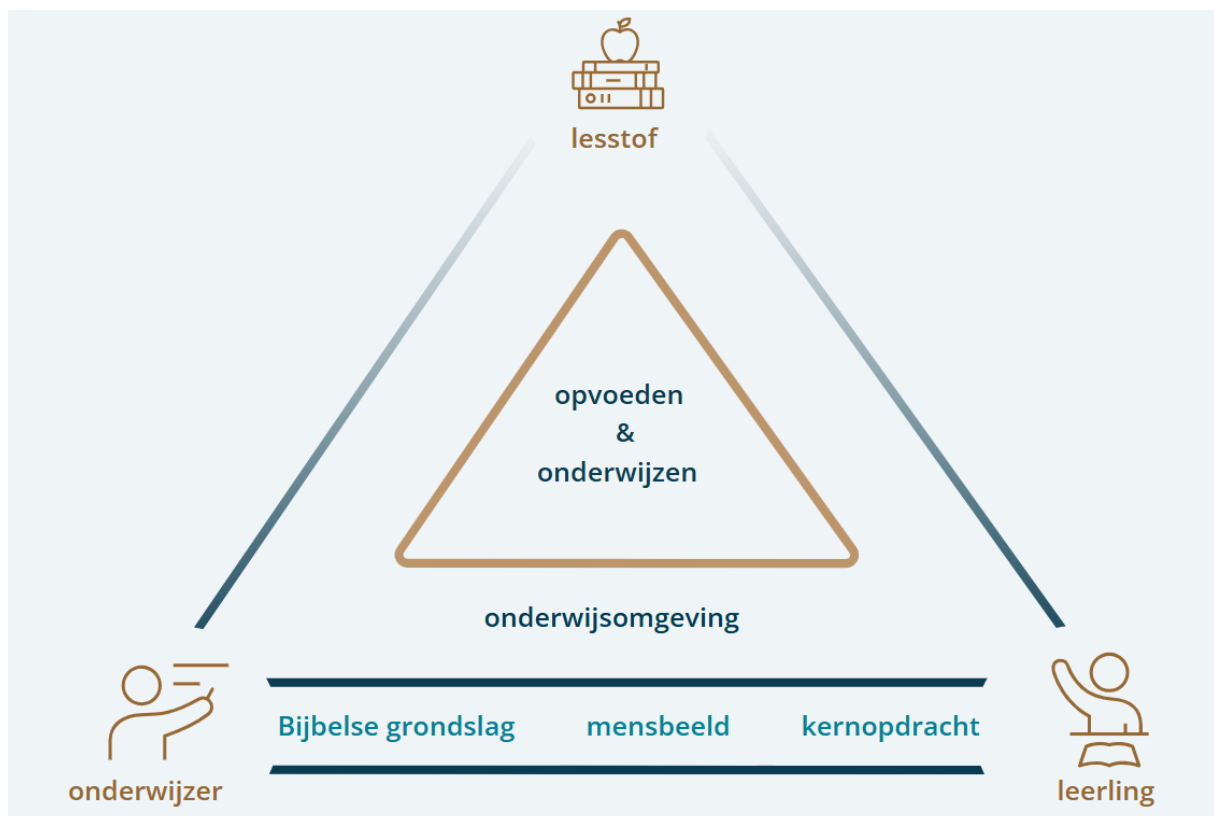 lesstof
opvoeden
&
onderwijzen
onderwijsomgeving
Bijbelse grondslag mensbeeld kernopdracht
onderwijzer leerling